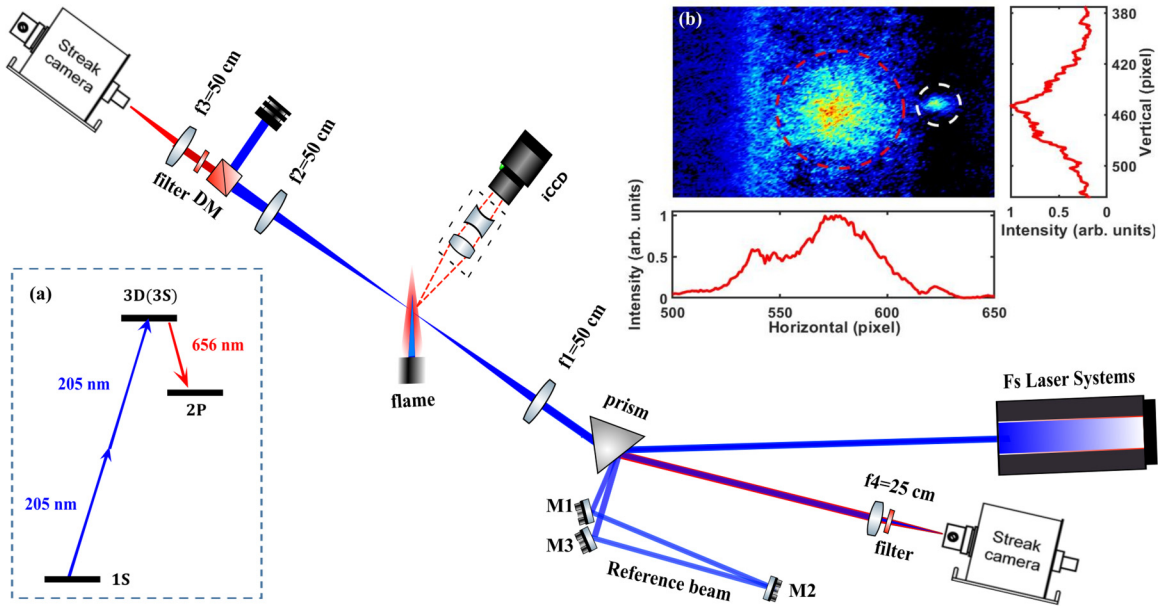 Streak
camera
f3=50 cm
filter
DM
f2=50 cm
iCCD
flame
f1=50 cm
prism
Fs Laser Systems
M1
M3
M2
Reference beam
f4=25 cm
filter
Streak
camera
(a)
3D(3S)
656 nm
205 nm
2P
205 nm
1S
(b)
380
420
460
500
Vertical (pixel)
1
0.5
0
Intensity (arb. units)
Intensity (arb. units)
1
0.5
0
500
550
600
650
Horizontal (pixel)